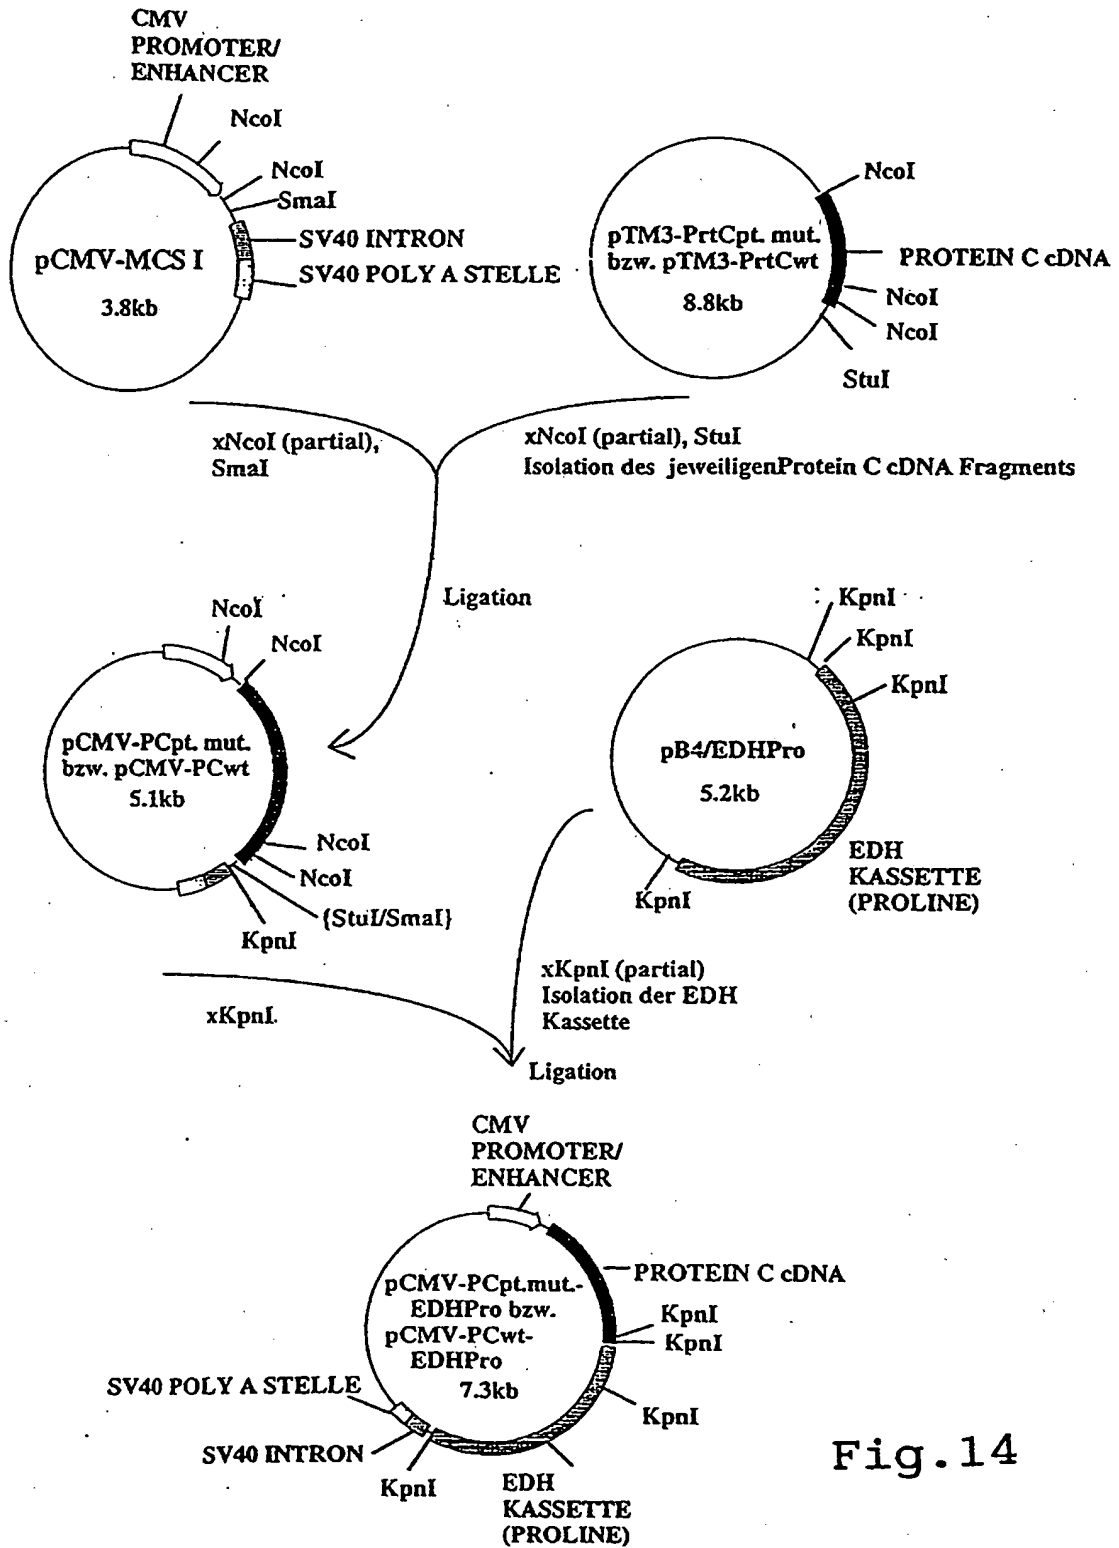 CMV
PROMOTER/
ENHANCER
NcoI
NcoI
SmaI
SV40 INTRON
SV40 POLY A STELLE
pCMV-MCS I
3.8kb
NcoI
pTM3-PrtCpt. mut.
bzw. pTM3-PrtCwt
8.8kb
PROTEIN C cDNA
NcoI
NcoI
StuI
xNcoI (partial),
SmaI
xNcoI (partial), StuI
Isolation des jeweiligenProtein C cDNA Fragments
Ligation
NcoI
NcoI
pCMV-PCpt. mut.
bzw. pCMV-PCwt
5.1kb
NcoI
NcoI
{StuI/SmaI}
KpnI
KpnI
KpnI
KpnI
pB4/EDHPro
5.2kb
EDH
KASSETTE
(PROLINE)
KpnI
xKpnI.
xKpnI (partial)
Isolation der EDH
Kassette
Ligation
CMV
PROMOTER/
ENHANCER
pCMV-PCpt.mut.-
EDHPro bzw.
pCMV-PCwt-
EDHPro
7.3kb
PROTEIN C cDNA
KpnI
KpnI
KpnI
SV40 POLY A STELLE
SV40 INTRON
KpnI
EDH
KASSETTE
(PROLINE)
Fig.14